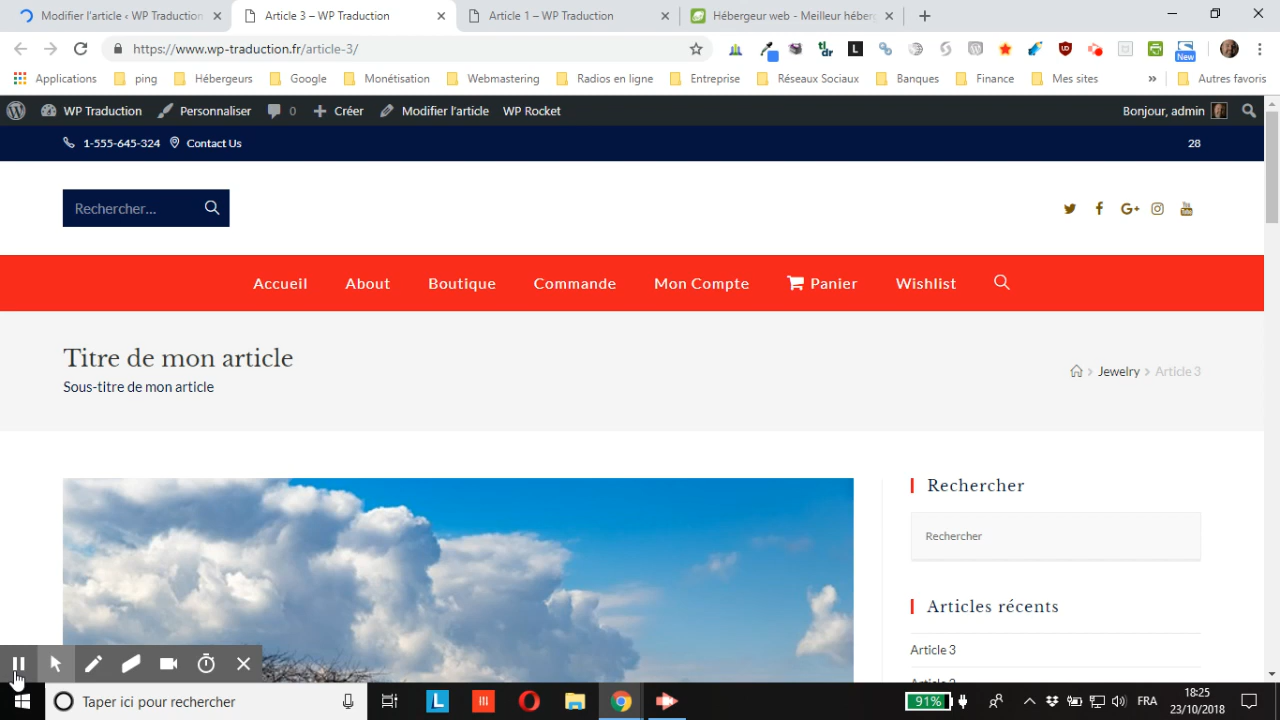 Modifier l'article ‹ WP Traduction
Article 3 – WP Traduction
Article 1 – WP Traduction
Hébergeur web - Meilleur héberg
https://www.wp-traduction.fr/article-3/
New
Applications ping Hébergeurs Google Monétisation Webmastering Radios en ligne Entreprise Réseaux Sociaux Banques Finance Mes sites » Autres favoris
WP Traduction Personnaliser 0 Créer Modifier l'article WP Rocket Bonjour, admin
1-555-645-324 Contact Us 28
Rechercher...
Accueil About Boutique Commande Mon Compte Panier Wishlist
Titre de mon article
Sous-titre de mon article
Jewelry > Article 3
Rechercher
Rechercher
Articles récents
Article 3
Taper ici pour rechercher
91%
FRA
18:25
23/10/2018